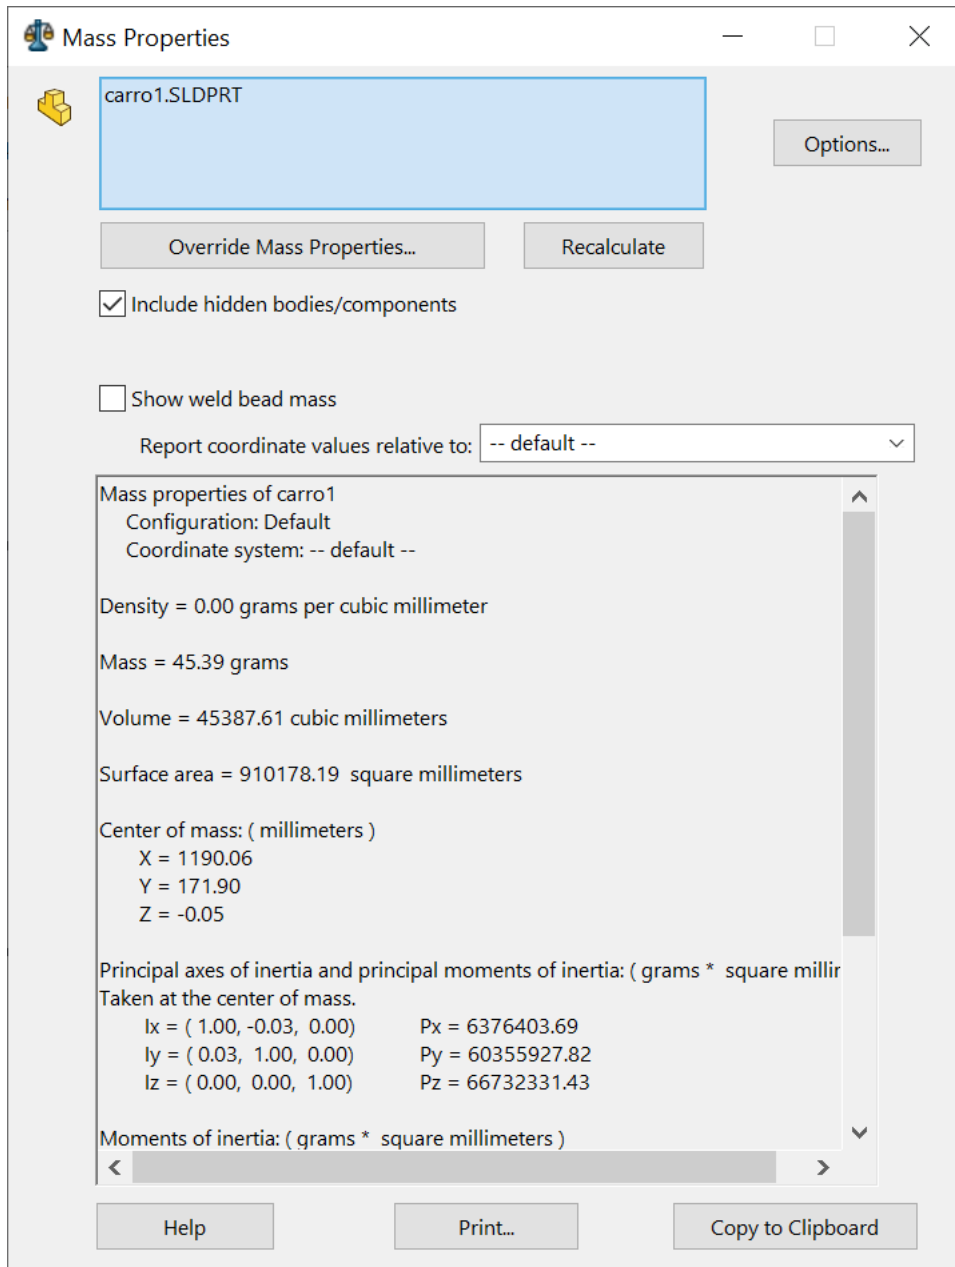 Mass Properties
carro1.SLDPRT
Options...
Override Mass Properties...
Recalculate
Include hidden bodies/components
Show weld bead mass
Report coordinate values relative to:
-- default --
Mass properties of carro1
Configuration: Default
Coordinate system: -- default --
Density = 0.00 grams per cubic millimeter
Mass = 45.39 grams
Volume = 45387.61 cubic millimeters
Surface area = 910178.19  square millimeters
Center of mass: ( millimeters )
X = 1190.06
Y = 171.90
Z = -0.05
Principal axes of inertia and principal moments of inertia: ( grams *  square millir
Taken at the center of mass.
Ix = ( 1.00, -0.03,  0.00) Px = 6376403.69
Iy = ( 0.03,  1.00,  0.00) Py = 60355927.82
Iz = ( 0.00,  0.00,  1.00) Pz = 66732331.43
Moments of inertia: ( grams *  square millimeters )
Help
Print...
Copy to Clipboard